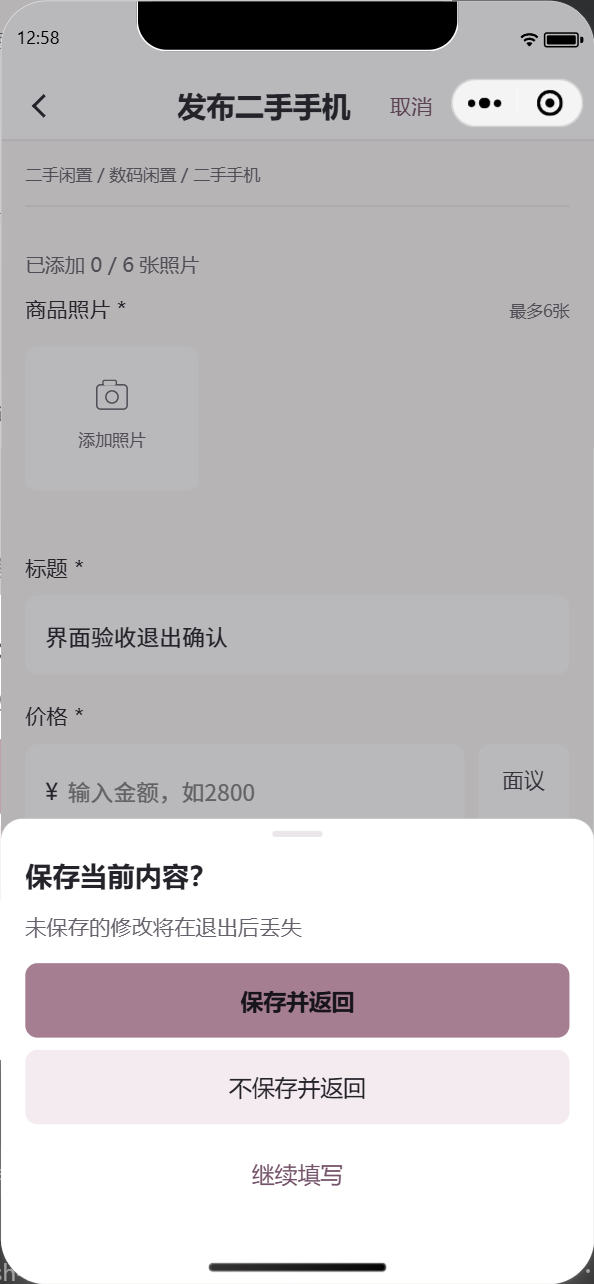 12:58
发布二手手机 取消
二手闲置 / 数码闲置 / 二手手机
已添加 0 / 6 张照片
商品照片 * 最多6张
添加照片
标题 *
界面验收退出确认
价格 *
¥ 输入金额，如2800 面议
保存当前内容？
未保存的修改将在退出后丢失
保存并返回
不保存并返回
继续填写